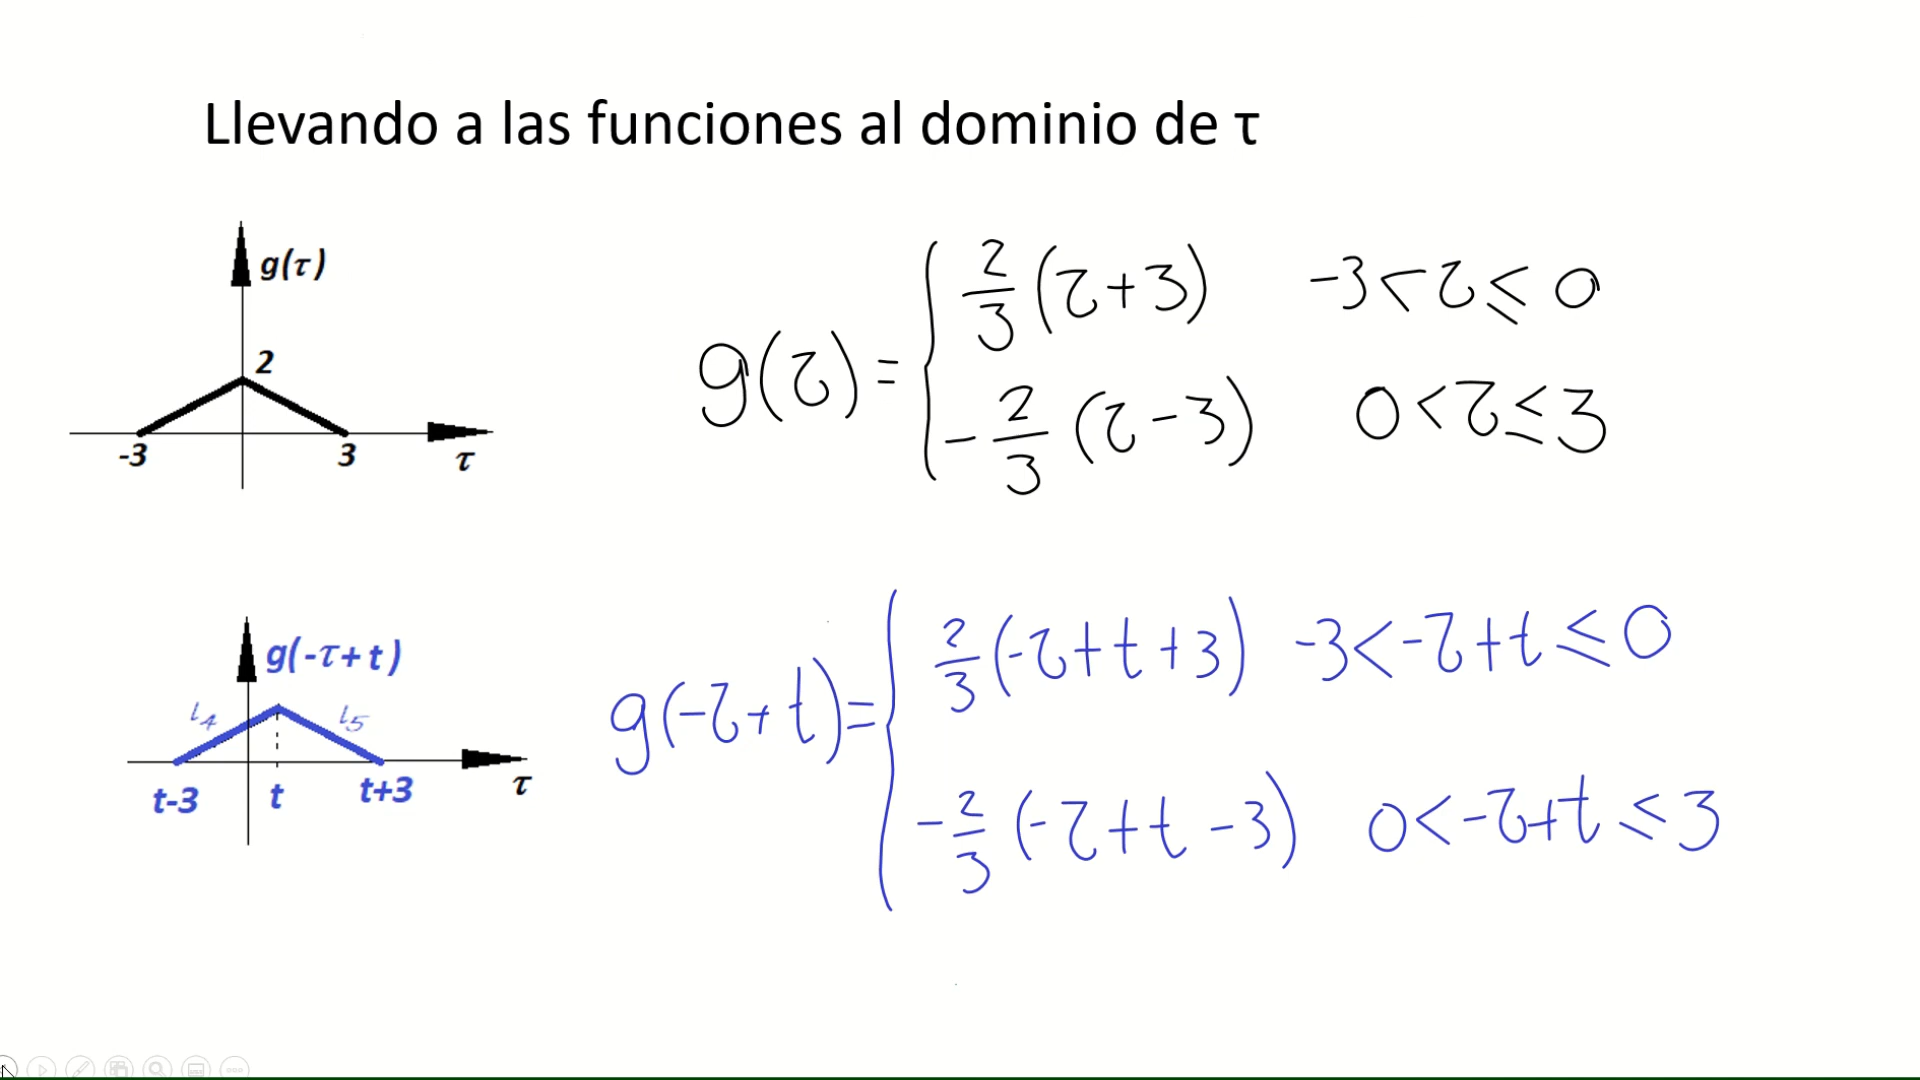 Llevando a las funciones al dominio de τ
g(τ)
2
-3 3 τ
g(τ) = { 2/3 (τ+3) -3 < τ ≤ 0
-2/3 (τ-3) 0 < τ ≤ 3
g(-τ+t)
l4 l5
t-3 t t+3 τ
g(-τ+t) = { 2/3 (-τ+t+3) -3 < -τ+t ≤ 0
-2/3 (-τ+t-3) 0 < -τ+t ≤ 3